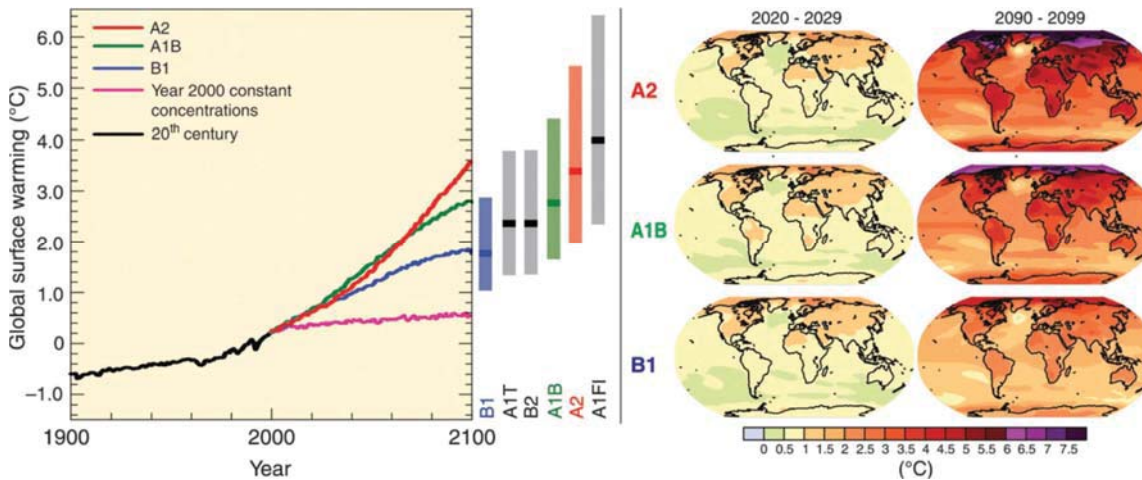 6.0
5.0
4.0
3.0
2.0
1.0
0
–1.0
Global surface warming (°C)
A2
A1B
B1
Year 2000 constant
concentrations
20th century
1900
2000
2100
Year
B1
A1T
B2
A1B
A2
A1FI
2020 - 2029
2090 - 2099
A2
A1B
B1
0 0.5 1 1.5 2 2.5 3 3.5 4 4.5 5 5.5 6 6.5 7 7.5
(°C)